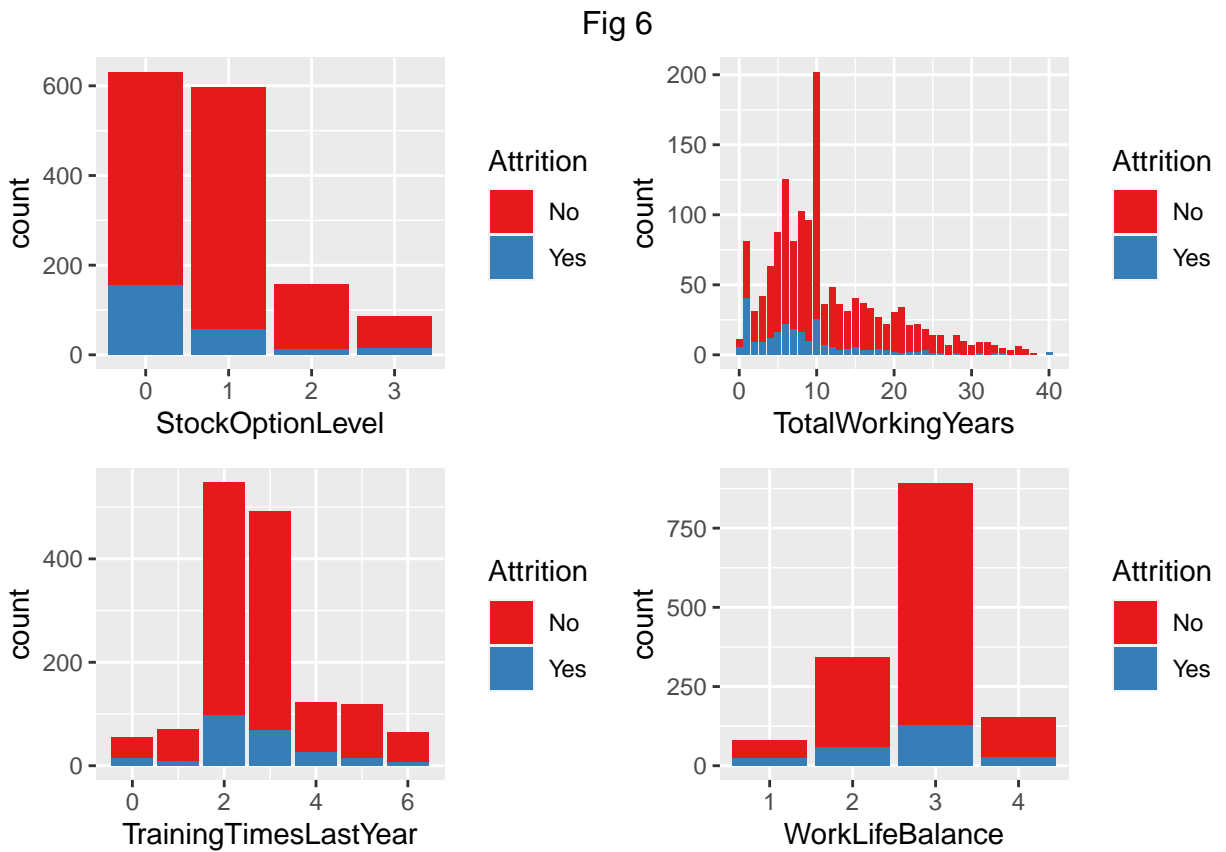 Fig 6
600
400
200
0
count
0 1 2 3
StockOptionLevel
Attrition
No
Yes
200
150
100
50
0
count
0 10 20 30 40
TotalWorkingYears
Attrition
No
Yes
400
200
0
count
0 2 4 6
TrainingTimesLastYear
Attrition
No
Yes
750
500
250
0
count
1 2 3 4
WorkLifeBalance
Attrition
No
Yes